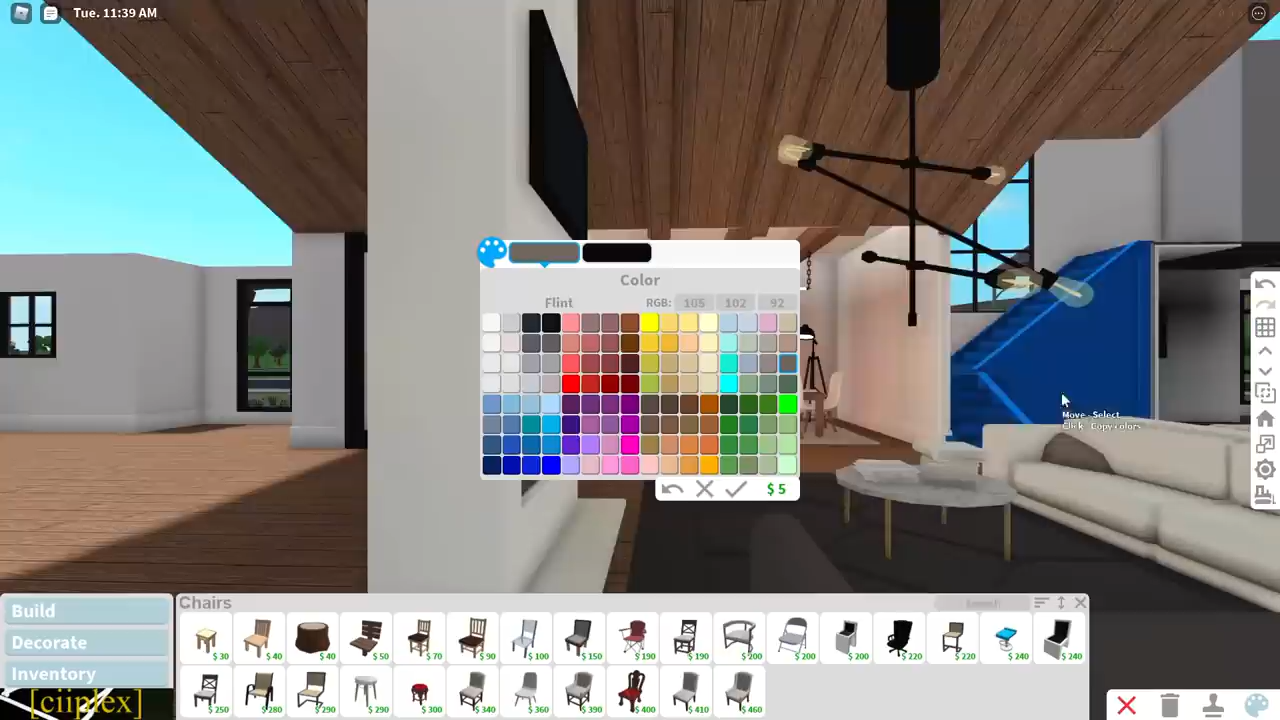 Tue. 11:39 AM
Color
Flint RGB: 105 102 92
Move - Select
Click - Copy colors
$ 5
Build
Decorate
Inventory
[ciiplex]
Chairs
Search
$ 30 $ 40 $ 40 $ 50 $ 70 $ 90 $ 100 $ 150 $ 190 $ 190 $ 200 $ 200 $ 200 $ 220 $ 220 $ 240 $ 240
$ 250 $ 280 $ 290 $ 290 $ 300 $ 340 $ 360 $ 390 $ 400 $ 410 $ 460